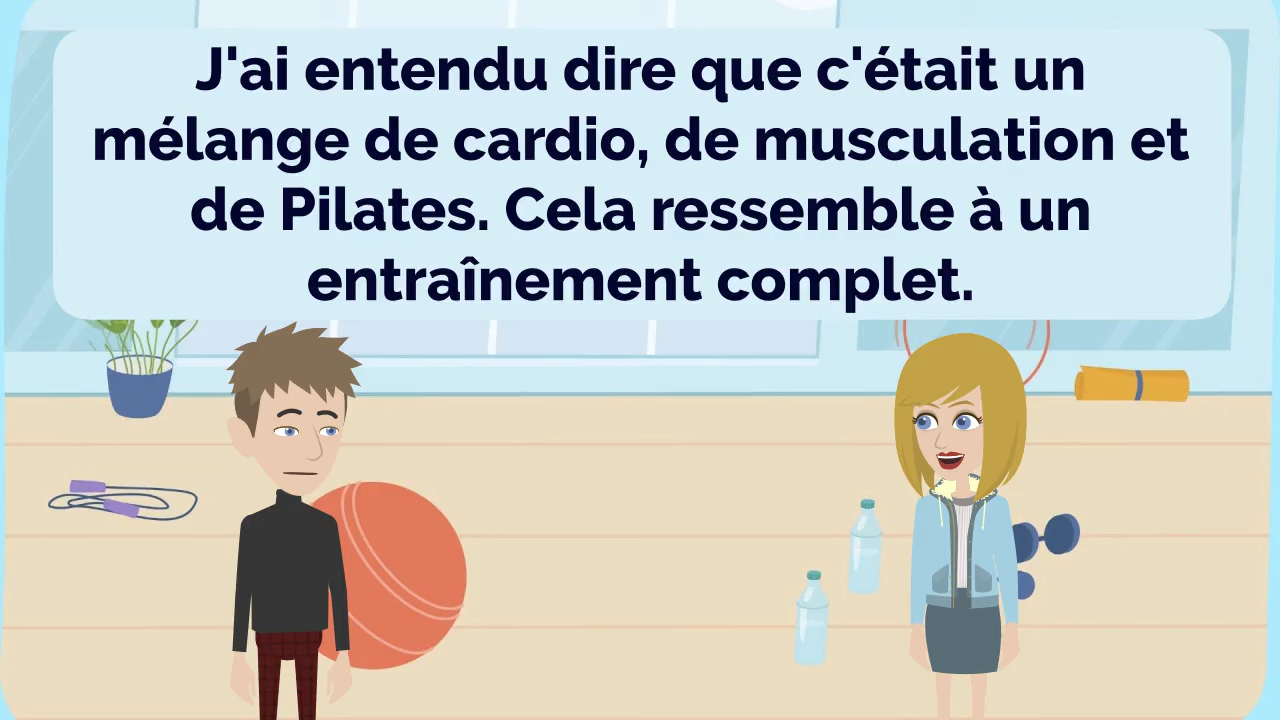 J'ai entendu dire que c'était un
mélange de cardio, de musculation et
de Pilates. Cela ressemble à un
entraînement complet.